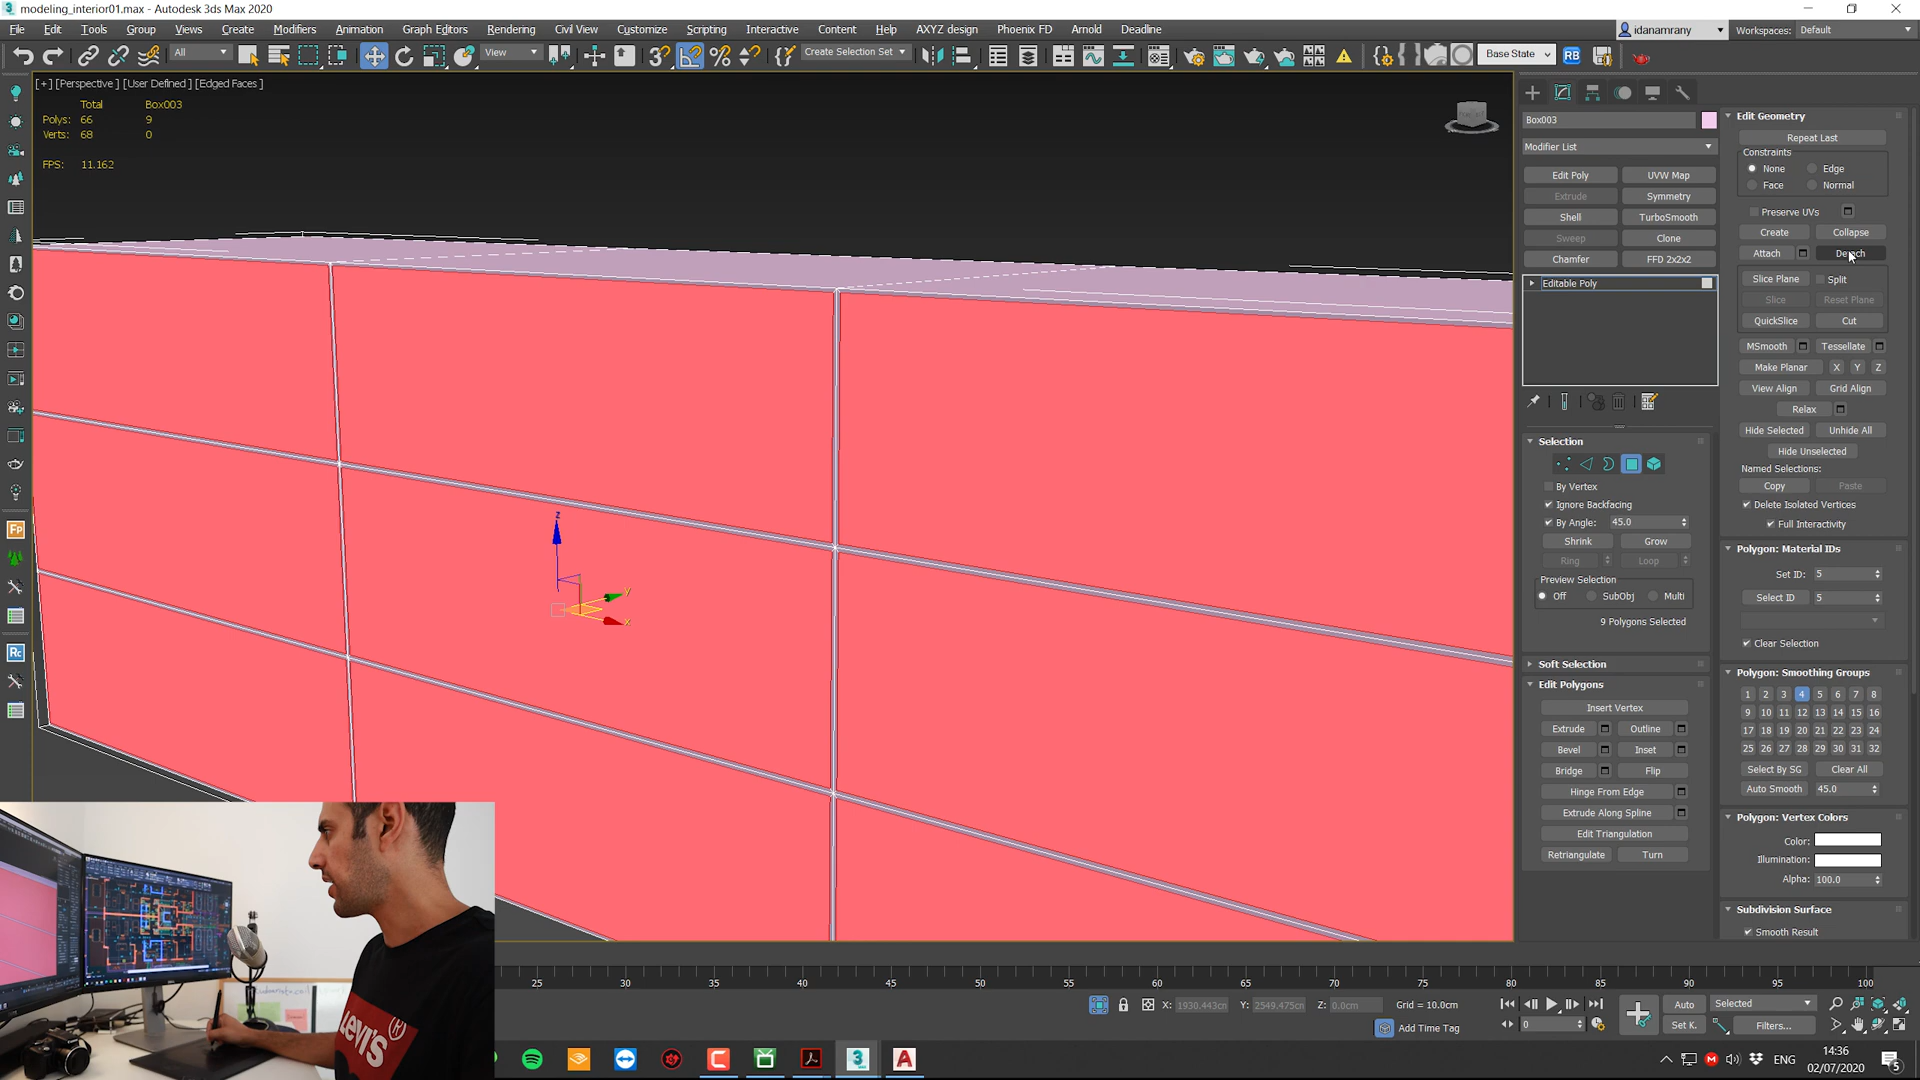 modeling_interior01.max - Autodesk 3ds Max 2020
File Edit Tools Group Views Create Modifiers Animation Graph Editors Rendering Civil View Customize Scripting Interactive Content Help AXYZ design Phoenix FD Arnold Deadline idanamrany Workspaces: Default
All View Create Selection Set Base State RB
[+] [Perspective ] [User Defined ] [Edged Faces ]
Total Box003
Polys: 66 9
Verts: 68 0
FPS: 11.162
Box003
Modifier List
Edit Poly UVW Map
Extrude Symmetry
Shell TurboSmooth
Sweep Clone
Chamfer FFD 2x2x2
Editable Poly
Selection
By Vertex
Ignore Backfacing
By Angle: 45.0
Shrink Grow
Ring Loop
Preview Selection
Off SubObj Multi
9 Polygons Selected
Soft Selection
Edit Polygons
Insert Vertex
Extrude Outline
Bevel Inset
Bridge Flip
Hinge From Edge
Extrude Along Spline
Edit Triangulation
Retriangulate Turn
Edit Geometry
Repeat Last
Constraints
None Edge
Face Normal
Preserve UVs
Create Collapse
Attach Detach
Slice Plane Split
Slice Reset Plane
QuickSlice Cut
MSmooth Tessellate
Make Planar X Y Z
View Align Grid Align
Relax
Hide Selected Unhide All
Hide Unselected
Named Selections:
Copy Paste
Delete Isolated Vertices
Full Interactivity
Polygon: Material IDs
Set ID: 5
Select ID 5
Clear Selection
Polygon: Smoothing Groups
1 2 3 4 5 6 7 8
9 10 11 12 13 14 15 16
17 18 19 20 21 22 23 24
25 26 27 28 29 30 31 32
Select By SG Clear All
Auto Smooth 45.0
Polygon: Vertex Colors
Color:
Illumination:
Alpha: 100.0
Subdivision Surface
Smooth Result
Fp
Rc
LEVI'S ®
25 30 35 40 45 50 55 60 65 70 75 80 85 90 95 100
X: 1930.443cn Y: 2549.475cn Z: 0.0cm Grid = 10.0cm Auto Selected
Add Time Tag 0 Set K. Filters...
ENG 14:36
02/07/2020 5